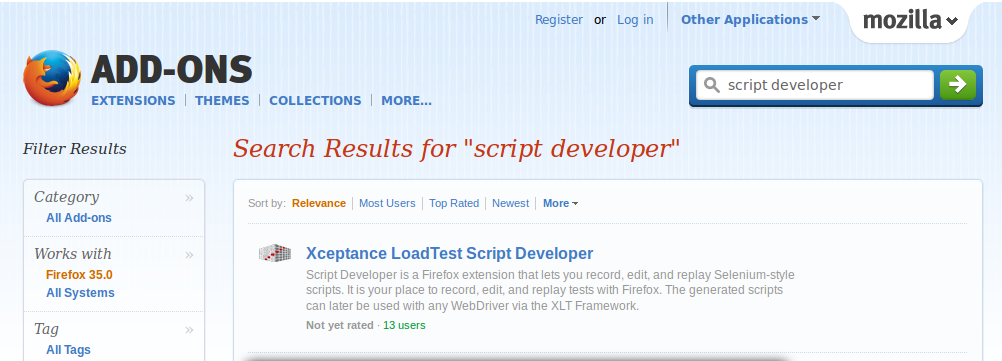 Register or Log in Other Applications mozilla
ADD-ONS
EXTENSIONS THEMES COLLECTIONS MORE...
script developer
Filter Results
Search Results for "script developer"
Category »
All Add-ons
Works with »
Firefox 35.0
All Systems
Tag »
All Tags
Sort by: Relevance Most Users Top Rated Newest More
Xceptance LoadTest Script Developer
Script Developer is a Firefox extension that lets you record, edit, and replay Selenium-style
scripts. It is your place to record, edit, and replay tests with Firefox. The generated scripts
can later be used with any WebDriver via the XLT Framework.
Not yet rated · 13 users